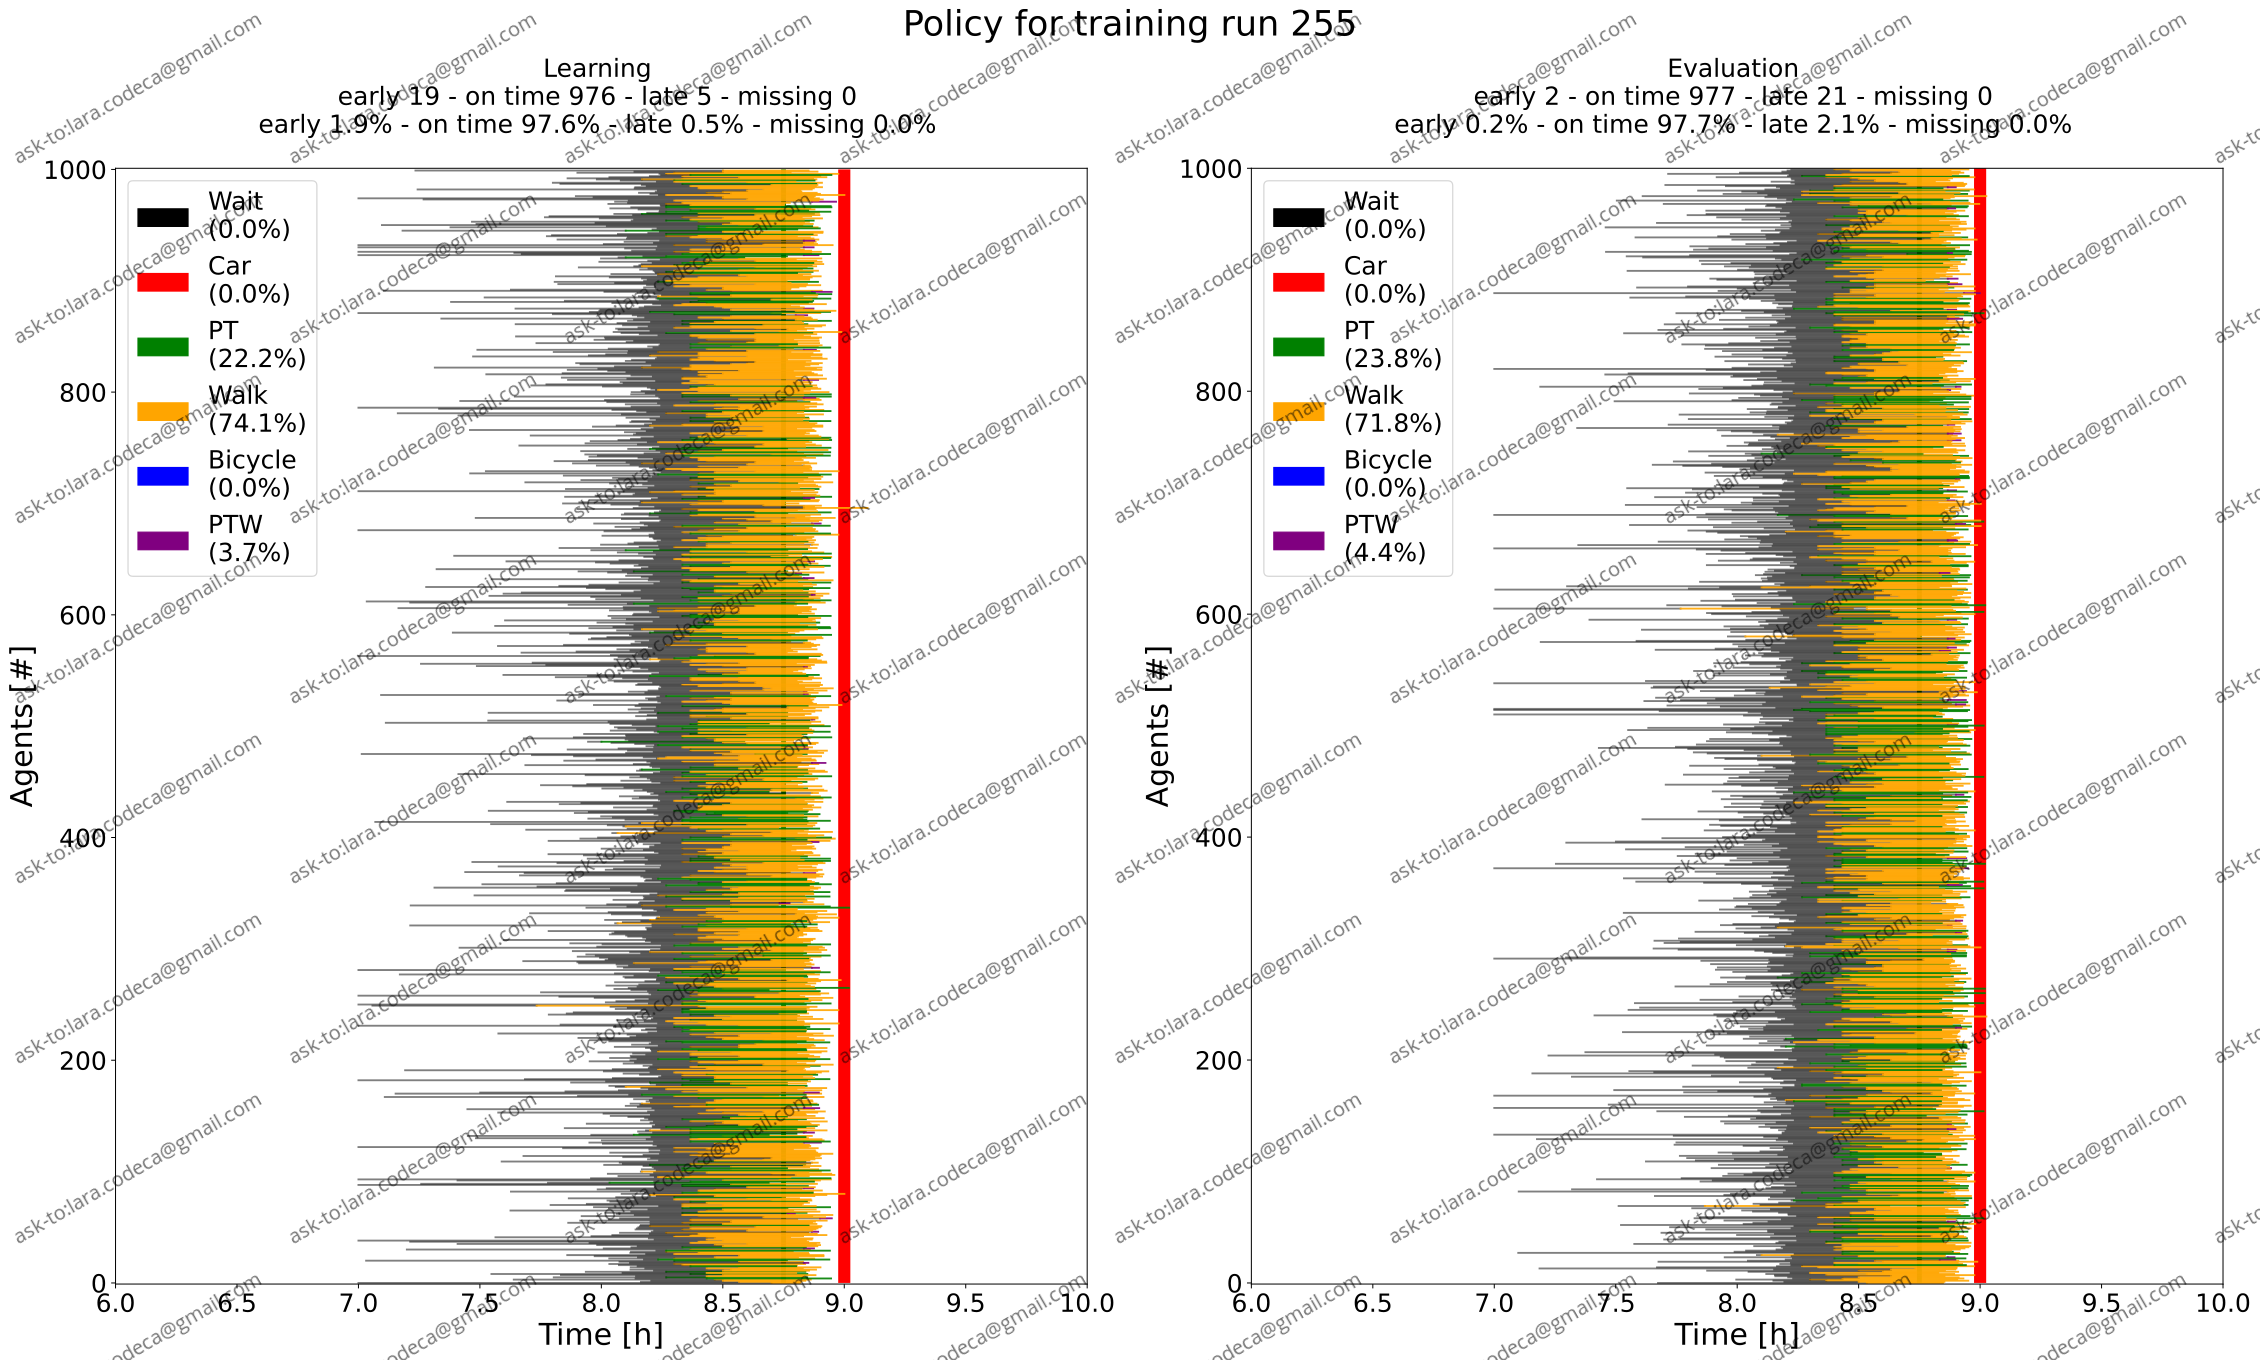 Policy for training run 255
Learning
early 19 - on time 976 - late 5 - missing 0
early 1.9% - on time 97.6% - late 0.5% - missing 0.0%
Evaluation
early 2 - on time 977 - late 21 - missing 0
early 0.2% - on time 97.7% - late 2.1% - missing 0.0%
1000
800
600
400
200
0
Agents [#]
Wait
(0.0%)
Car
(0.0%)
PT
(22.2%)
Walk
(74.1%)
Bicycle
(0.0%)
PTW
(3.7%)
6.0 6.5 7.0 7.5 8.0 8.5 9.0 9.5 10.0
Time [h]
1000
800
600
400
200
0
Agents [#]
Wait
(0.0%)
Car
(0.0%)
PT
(23.8%)
Walk
(71.8%)
Bicycle
(0.0%)
PTW
(4.4%)
6.0 6.5 7.0 7.5 8.0 8.5 9.0 9.5 10.0
Time [h]
ask-to:lara.codeca@gmail.com